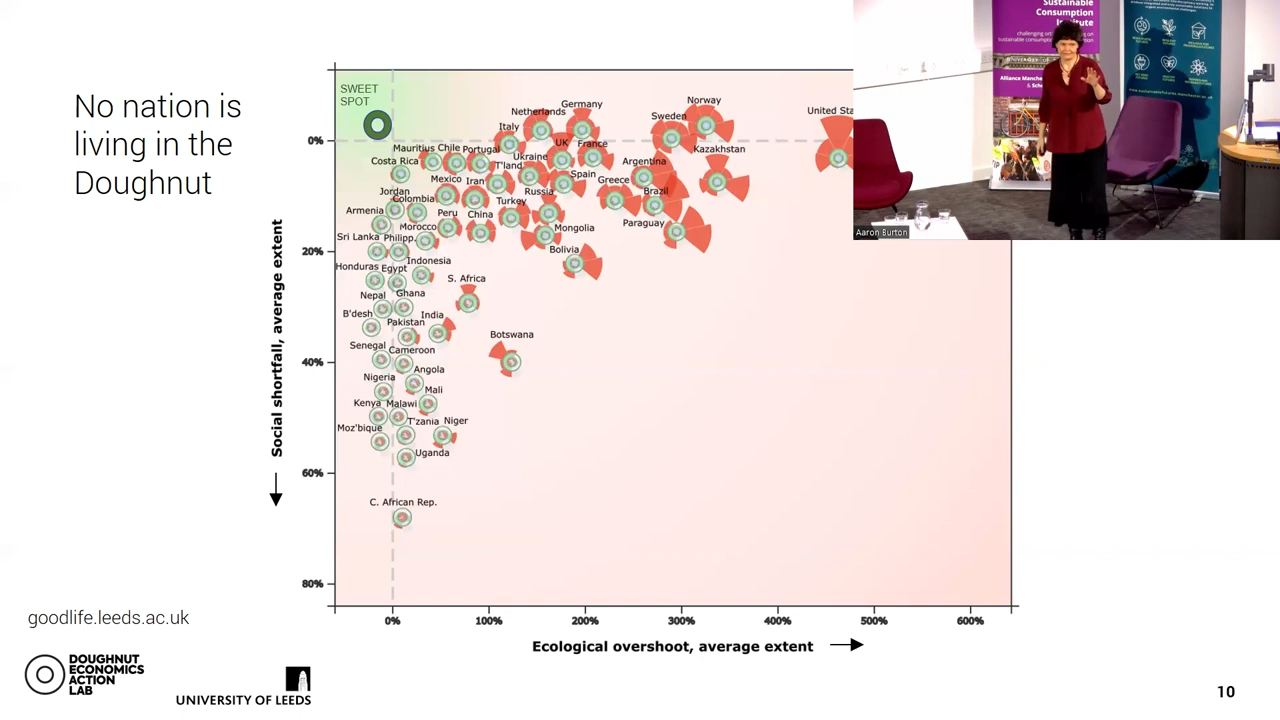 No nation is
living in the
Doughnut
SWEET
SPOT
Social shortfall, average extent
0%
20%
40%
60%
80%
0%
100%
200%
300%
400%
500%
600%
Ecological overshoot, average extent
Germany
Netherlands
Norway
Sweden
United Sta
Italy
UK
France
Kazakhstan
Mauritius
Chile
Portugal
Costa Rica
Ukraine
T'land
Argentina
Spain
Mexico
Iran
Russia
Greece
Brazil
Jordan
Colombia
Turkey
Armenia
Peru
China
Paraguay
Morocco
Mongolia
Sri Lanka
Philipp.
Bolivia
Indonesia
Honduras
Egypt
S. Africa
Nepal
Ghana
B'desh
Pakistan
India
Botswana
Senegal
Cameroon
Angola
Nigeria
Mali
Kenya
Malawi
Moz'bique
T'zania
Niger
Uganda
C. African Rep.
Sustainable
Consumption
Institute
Alliance Manche
Aaron Burton
goodlife.leeds.ac.uk
DOUGHNUT
ECONOMICS
ACTION
LAB
UNIVERSITY OF LEEDS
10